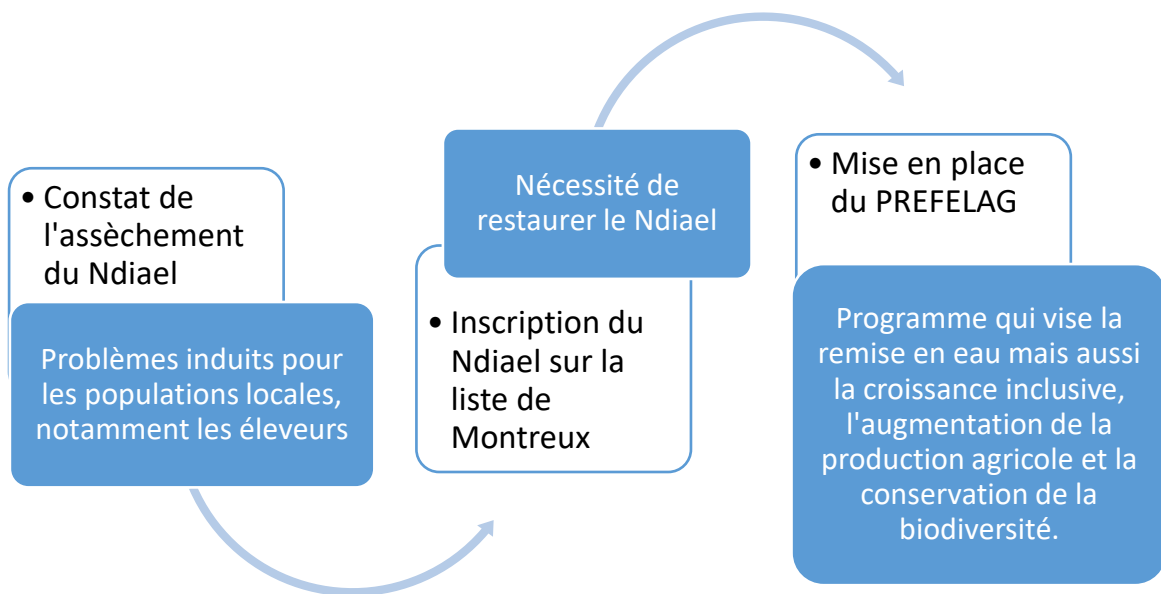 • Constat de
l'assèchement
du Ndiael
Problèmes induits pour
les populations locales,
notamment les éleveurs
Nécessité de
restaurer le Ndiael
• Inscription du
Ndiael sur la
liste de
Montreux
• Mise en place
du PREFELAG
Programme qui vise la
remise en eau mais aussi
la croissance inclusive,
l'augmentation de la
production agricole et la
conservation de la
biodiversité.